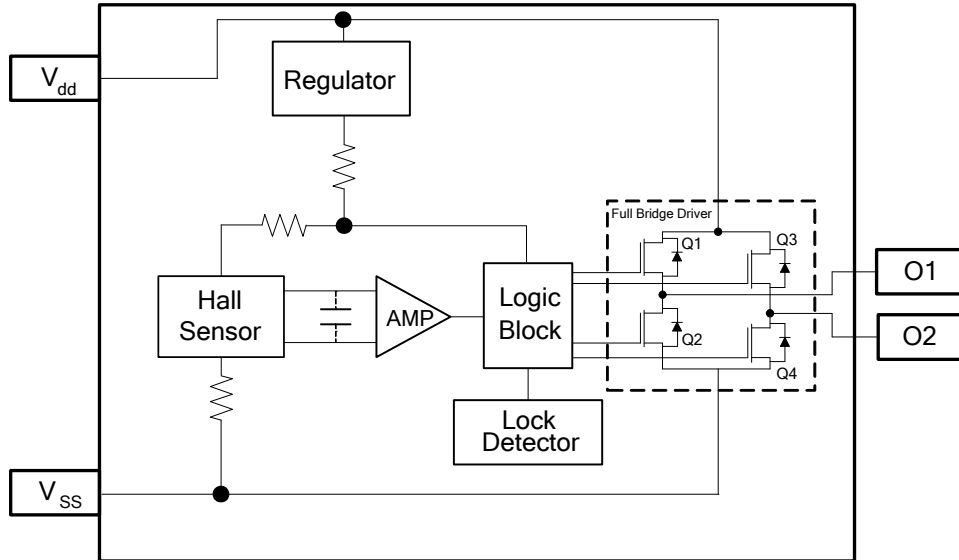 Vdd
Regulator
Full Bridge Driver
Q1
Q3
Hall
Sensor
AMP
Logic
Block
O1
Q2
O2
Q4
Lock
Detector
VSS